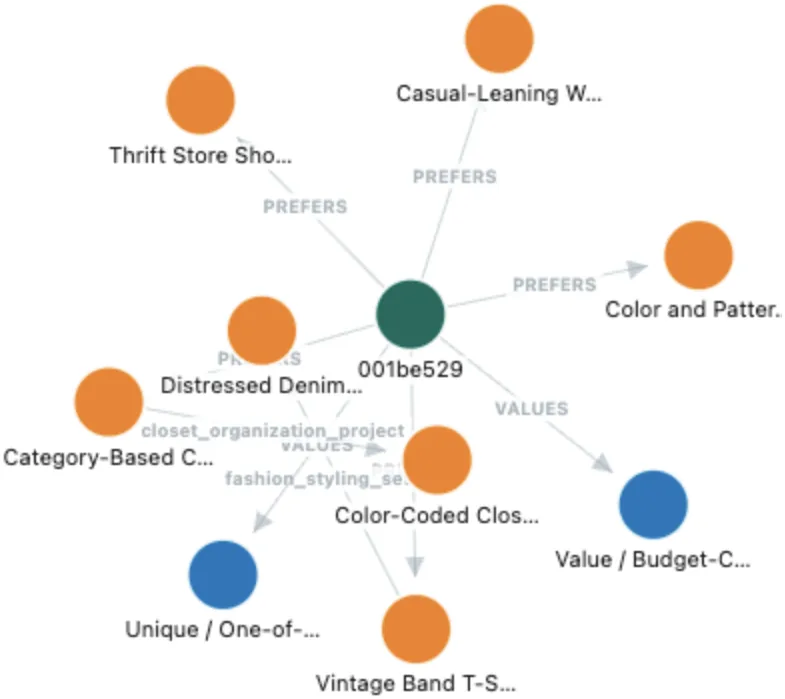 Casual-Leaning W...
Thrift Store Sho...
PREFERS
PREFERS
PREFERS
Color and Patter..
001be529
Distressed Denim...
VALUES
closet_organization_project
VALUES
Category-Based C...
fashion_styling_se
Color-Coded Clos...
Value / Budget-C...
Unique / One-of-...
Vintage Band T-S...